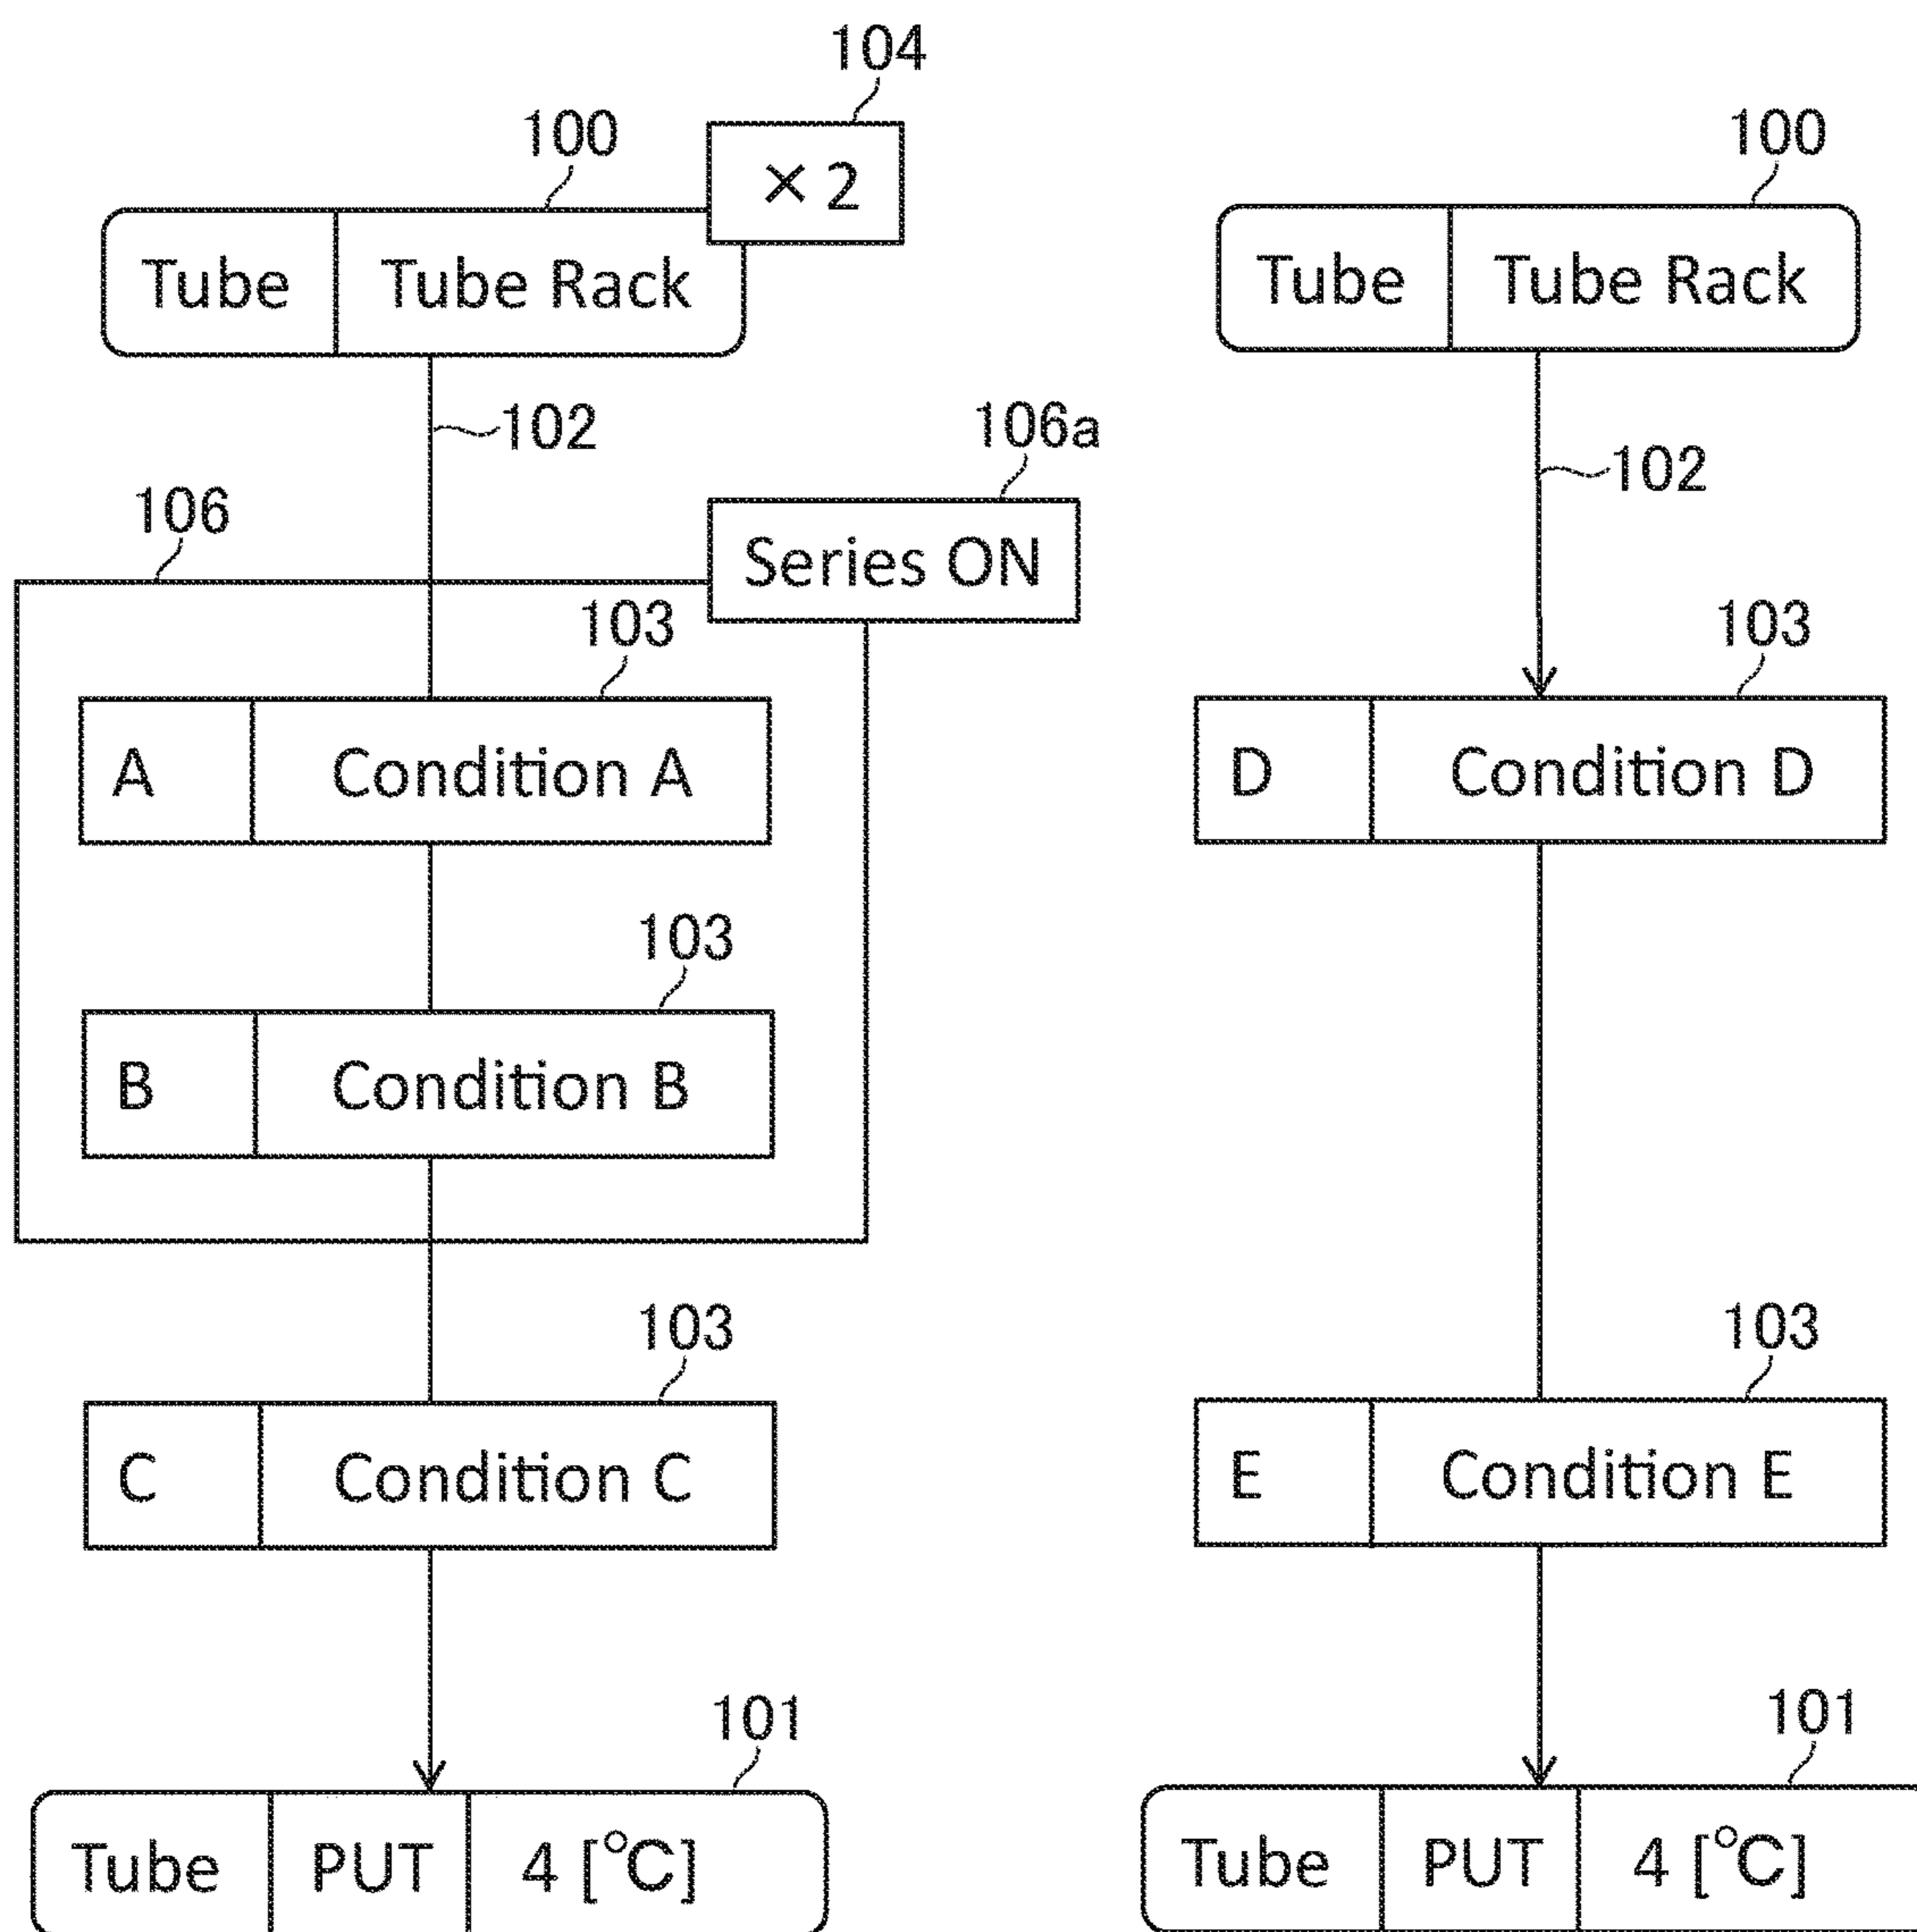 104
100
× 2
100
Tube
Tube Rack
Tube
Tube Rack
102
106a
102
106
Series ON
103
103
A
Condition A
D
Condition D
103
B
Condition B
103
103
C
Condition C
E
Condition E
101
101
Tube
PUT
4 [℃]
Tube
PUT
4 [℃]